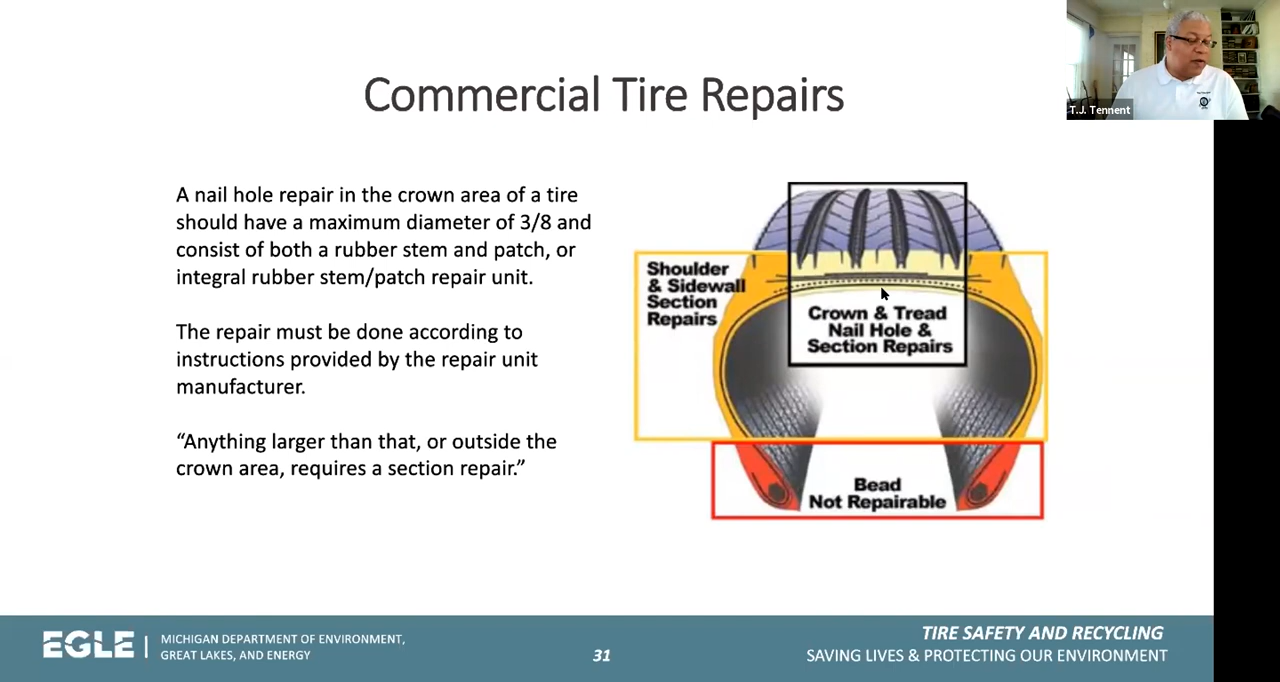 Commercial Tire Repairs
T.J. Tennent
A nail hole repair in the crown area of a tire
should have a maximum diameter of 3/8 and
consist of both a rubber stem and patch, or
integral rubber stem/patch repair unit.
The repair must be done according to
instructions provided by the repair unit
manufacturer.
“Anything larger than that, or outside the
crown area, requires a section repair.”
Shoulder
& Sidewall
Section
Repairs
Crown & Tread
Nail Hole &
Section Repairs
Bead
Not Repairable
EGLE
MICHIGAN DEPARTMENT OF ENVIRONMENT,
GREAT LAKES, AND ENERGY
31
TIRE SAFETY AND RECYCLING
SAVING LIVES & PROTECTING OUR ENVIRONMENT